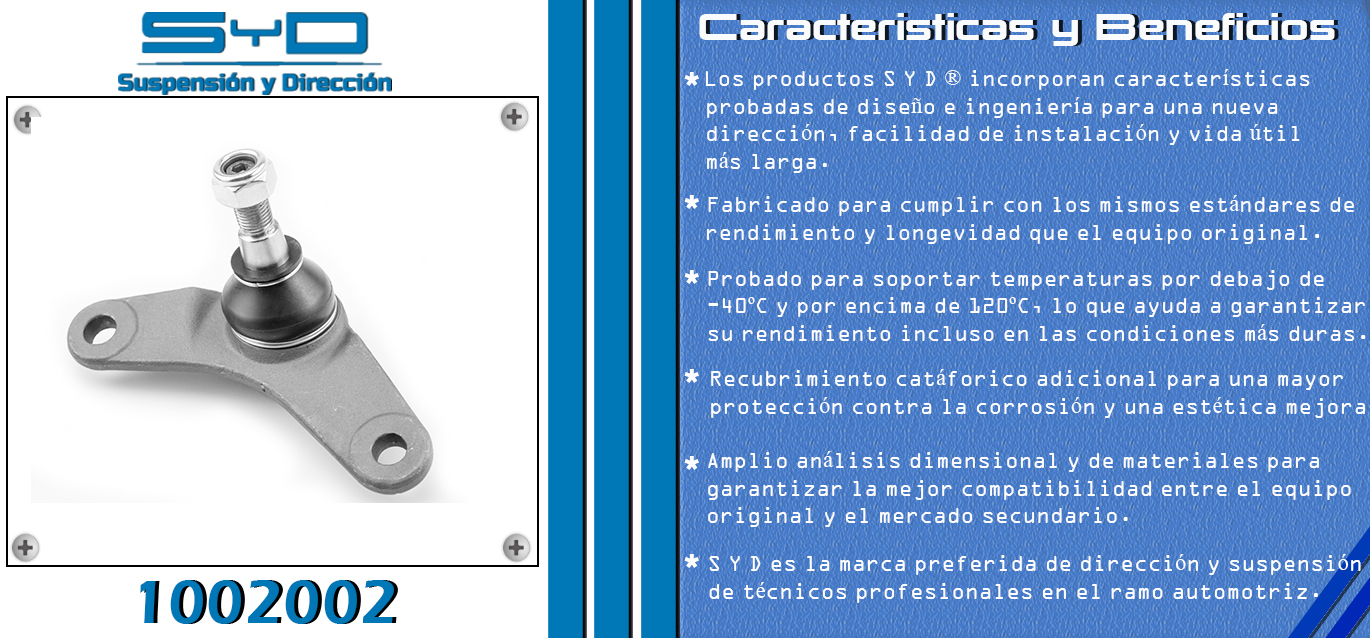 SYD
Suspensión y Dirección
1002002
Caracteristicas y Beneficios
* Los productos S Y D ® incorporan características
probadas de diseño e ingeniería para una nueva
dirección, facilidad de instalación y vida útil
más larga.
* Fabricado para cumplir con los mismos estándares de
rendimiento y longevidad que el equipo original.
* Probado para soportar temperaturas por debajo de
-40°C y por encima de 120°C, lo que ayuda a garantizar
su rendimiento incluso en las condiciones más duras.
* Recubrimiento catáforico adicional para una mayor
protección contra la corrosión y una estética mejora
* Amplio análisis dimensional y de materiales para
garantizar la mejor compatibilidad entre el equipo
original y el mercado secundario.
* S Y D es la marca preferida de dirección y suspensión
de técnicos profesionales en el ramo automotriz.